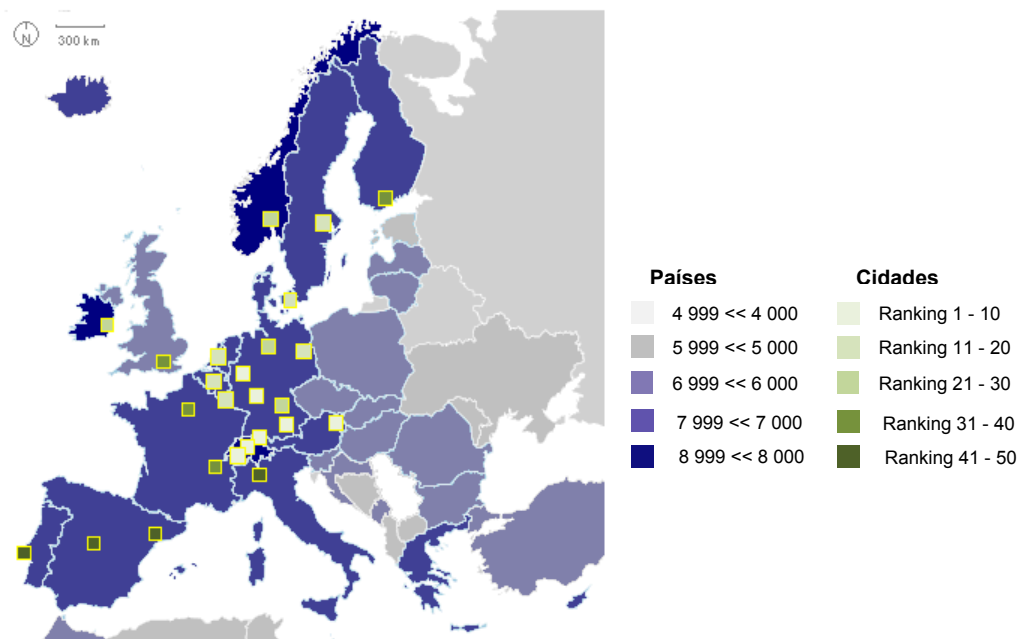 N
300 km
Países
4 999 << 4 000
5 999 << 5 000
6 999 << 6 000
7 999 << 7 000
8 999 << 8 000
Cidades
Ranking 1 - 10
Ranking 11 - 20
Ranking 21 - 30
Ranking 31 - 40
Ranking 41 - 50